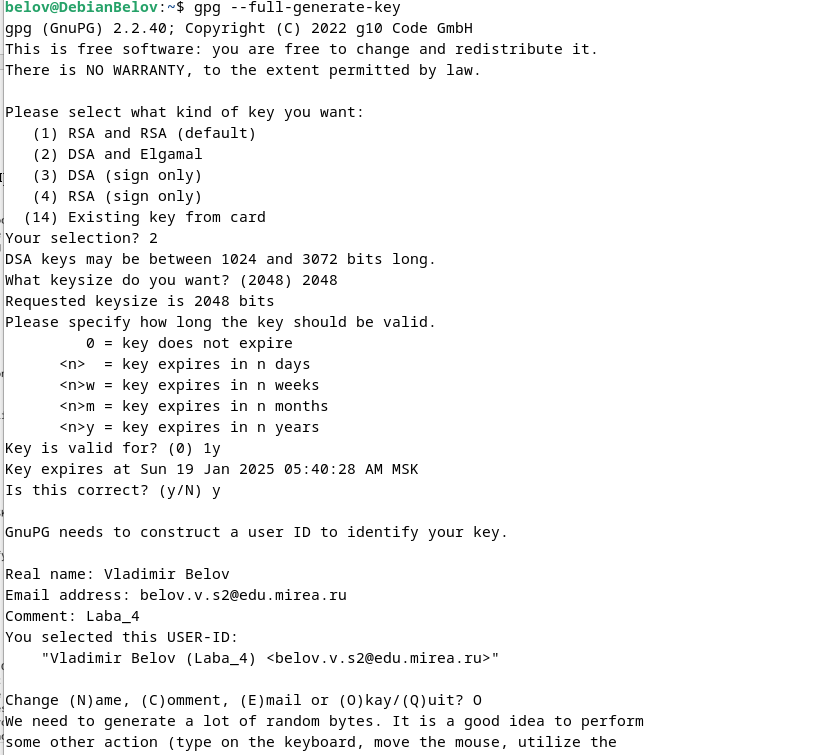 belov@DebianBelov:~$ gpg --full-generate-key
gpg (GnuPG) 2.2.40; Copyright (C) 2022 g10 Code GmbH
This is free software: you are free to change and redistribute it.
There is NO WARRANTY, to the extent permitted by law.

Please select what kind of key you want:
   (1) RSA and RSA (default)
   (2) DSA and Elgamal
   (3) DSA (sign only)
   (4) RSA (sign only)
  (14) Existing key from card
Your selection? 2
DSA keys may be between 1024 and 3072 bits long.
What keysize do you want? (2048) 2048
Requested keysize is 2048 bits
Please specify how long the key should be valid.
         0 = key does not expire
      <n>  = key expires in n days
      <n>w = key expires in n weeks
      <n>m = key expires in n months
      <n>y = key expires in n years
Key is valid for? (0) 1y
Key expires at Sun 19 Jan 2025 05:40:28 AM MSK
Is this correct? (y/N) y

GnuPG needs to construct a user ID to identify your key.

Real name: Vladimir Belov
Email address: belov.v.s2@edu.mirea.ru
Comment: Laba_4
You selected this USER-ID:
    "Vladimir Belov (Laba_4) <belov.v.s2@edu.mirea.ru>"

Change (N)ame, (C)omment, (E)mail or (O)kay/(Q)uit? O
We need to generate a lot of random bytes. It is a good idea to perform
some other action (type on the keyboard, move the mouse, utilize the